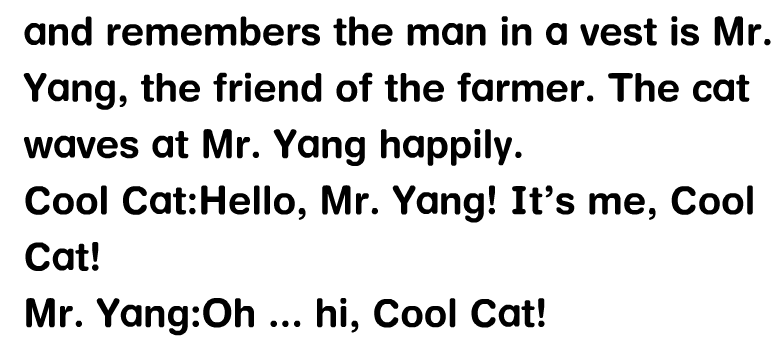 and remembers the man in a vest is Mr.
Yang, the friend of the farmer. The cat
waves at Mr. Yang happily.
Cool Cat:Hello, Mr. Yang! It’s me, Cool
Cat!
Mr. Yang:Oh ... hi, Cool Cat!